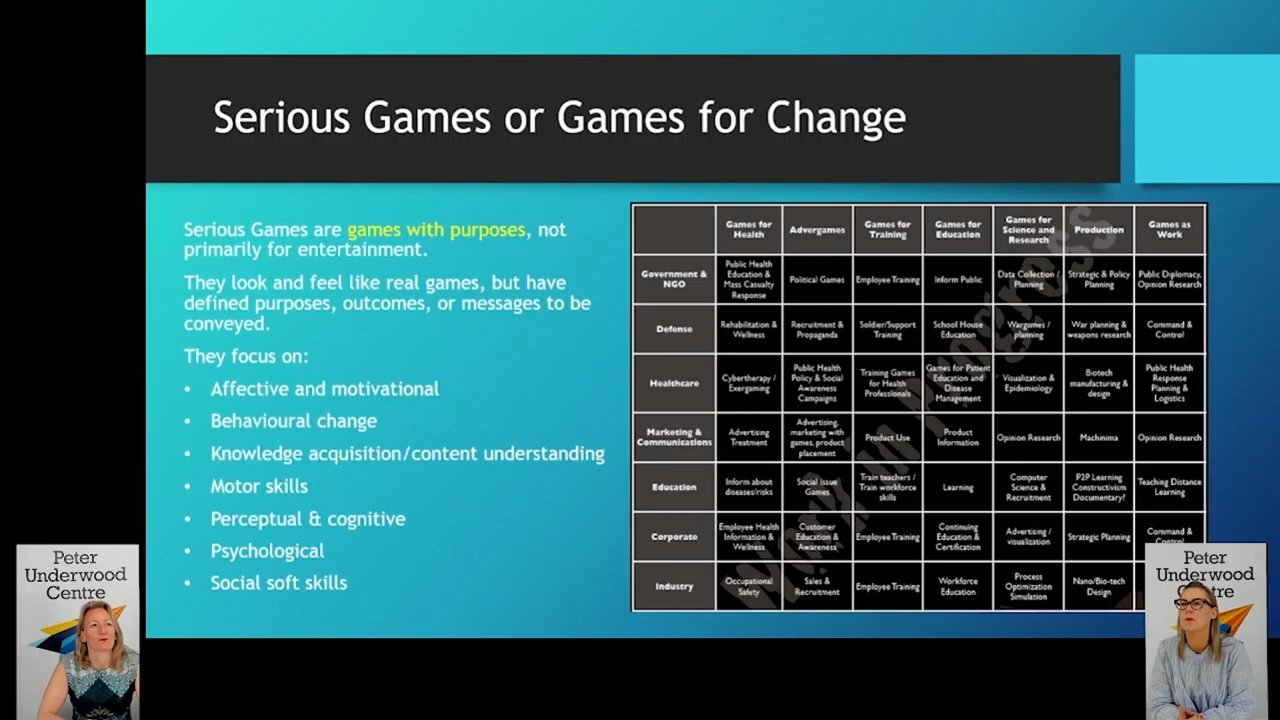 Serious Games or Games for Change
Serious Games are games with purposes, not
primarily for entertainment.
They look and feel like real games, but have
defined purposes, outcomes, or messages to be
conveyed.
They focus on:
• Affective and motivational
• Behavioural change
• Knowledge acquisition/content understanding
• Motor skills
• Perceptual & cognitive
• Psychological
• Social soft skills
Games for
Health
Advergames
Games for
Training
Games for
Education
Games for
Science and
Research
Production
Games as
Work
Government &
NGO
Public Health
Education &
Mass Casualty
Response
Political Games
Employee Training
Inform Public
Data Collection /
Planning
Strategic & Policy
Planning
Public Diplomacy,
Opinion Research
Defense
Rehabilitation &
Wellness
Recruitment &
Propaganda
Soldier/Support
Training
School House
Education
Wargames /
planning
War planning &
weapons research
Command &
Control
Healthcare
Cybertherapy /
Exergaming
Public Health
Policy & Social
Awareness
Campaigns
Training Games
for Health
Professionals
Games for Patient
Education and
Disease
Management
Visualization &
Epidemiology
Biotech
manufacturing &
design
Public Health
Response
Planning &
Logistics
Marketing &
Communications
Advertising
Treatment
Advertising,
marketing with
games, product
placement
Product Use
Product
Information
Opinion Research
Machinima
Opinion Research
Education
Inform about
diseases/risks
Social Issue
Games
Train teachers /
Train workforce
skills
Learning
Computer
Science &
Recruitment
P2P Learning
Constructivism
Documentary?
Teaching Distance
Learning
Corporate
Employee Health
Information &
Wellness
Customer
Education &
Awareness
Employee Training
Continuing
Education &
Certification
Advertising /
visualization
Strategic Planning
Command &
Control
Industry
Occupational
Safety
Sales &
Recruitment
Employee Training
Workforce
Education
Process
Optimization
Simulation
Nano/Bio-tech
Design
Work in Progress
Peter
Underwood
Centre
Peter
Underwood
Centre